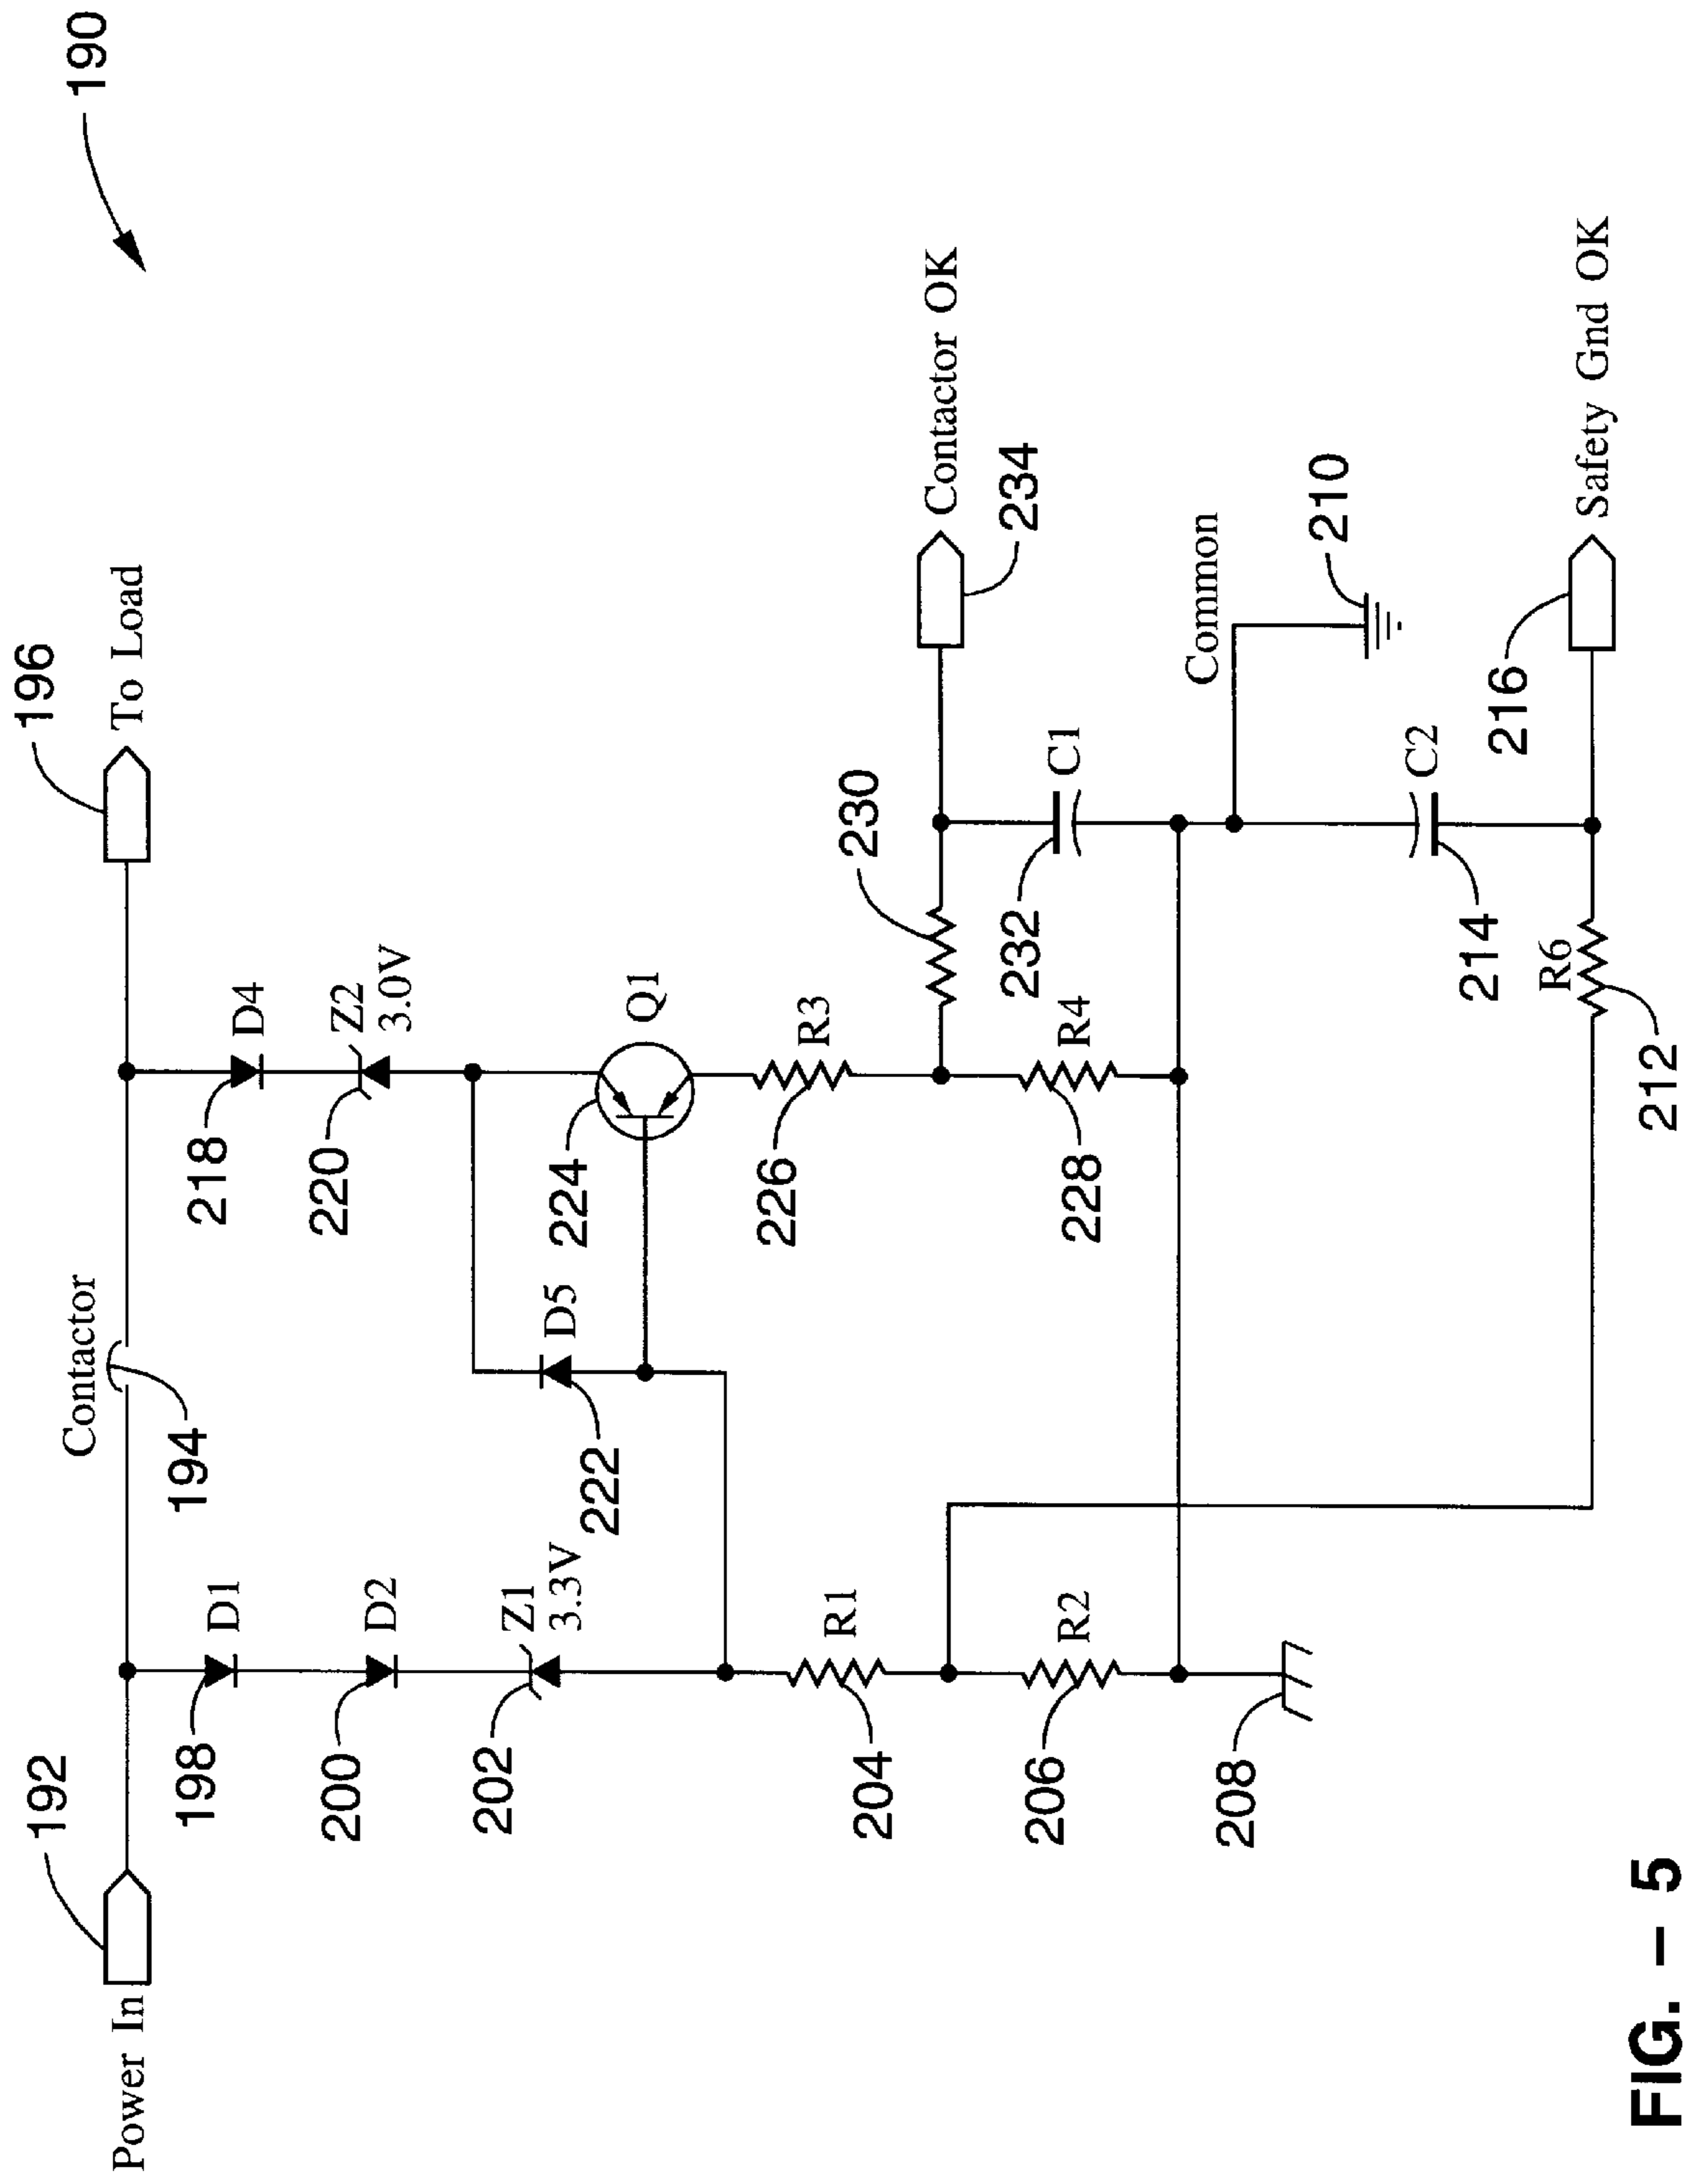 190
192
Power In
Contactor
194
196
To Load
198
D1
218
D4
200
D2
220
Z2
3.0V
202
Z1
3.3V
222
D5
224
Q1
204
R1
226
R3
230
234
Contactor OK
206
R2
228
R4
232
C1
Common
210
208
214
C2
212
R6
216
Safety Gnd OK
FIG. – 5